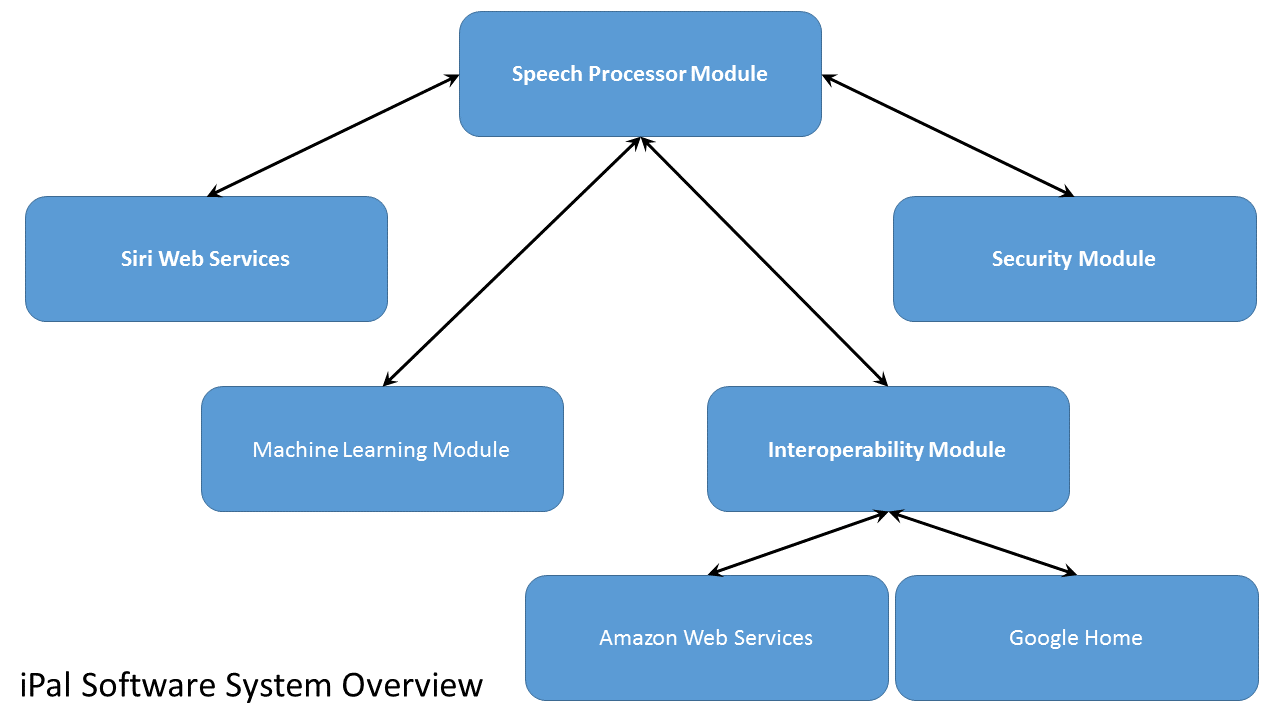 Speech Processor Module
Siri Web Services
Security Module
Machine Learning Module
Interoperability Module
Amazon Web Services
Google Home
iPal Software System Overview